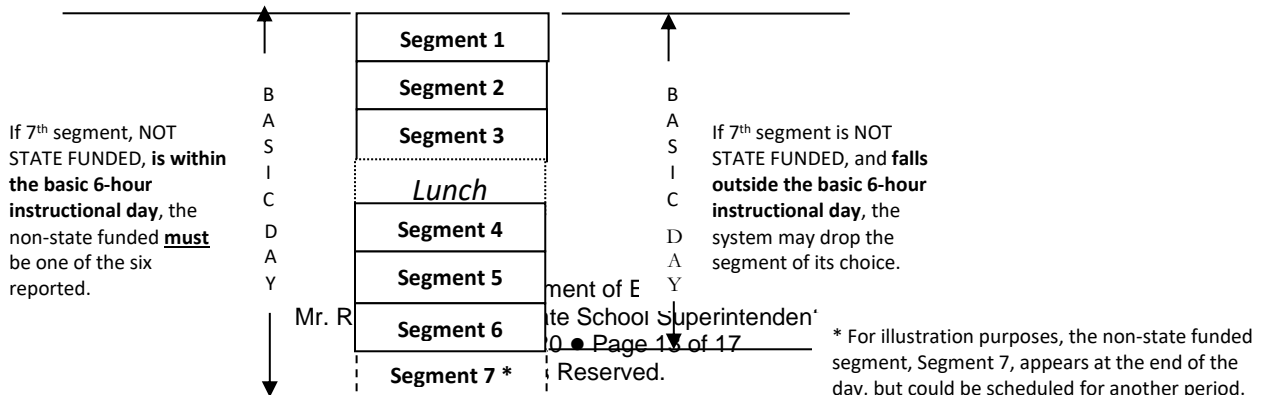 Segment 1
Segment 2
Segment 3
Lunch
Segment 4
Segment 5
Segment 6
Segment 7 *
B
A
S
I
C
D
A
Y
B
A
S
I
C
D
A
Y
If 7th segment, NOT
STATE FUNDED, is within
the basic 6-hour
instructional day, the
non-state funded must
be one of the six
reported.
If 7th segment is NOT
STATE FUNDED, and falls
outside the basic 6-hour
instructional day, the
system may drop the
segment of its choice.
of
Mr. School Superintendent
● Page of 17
Reserved.
* For illustration purposes, the non-state funded
segment, Segment 7, appears at the end of the
day, but could be scheduled for another period.